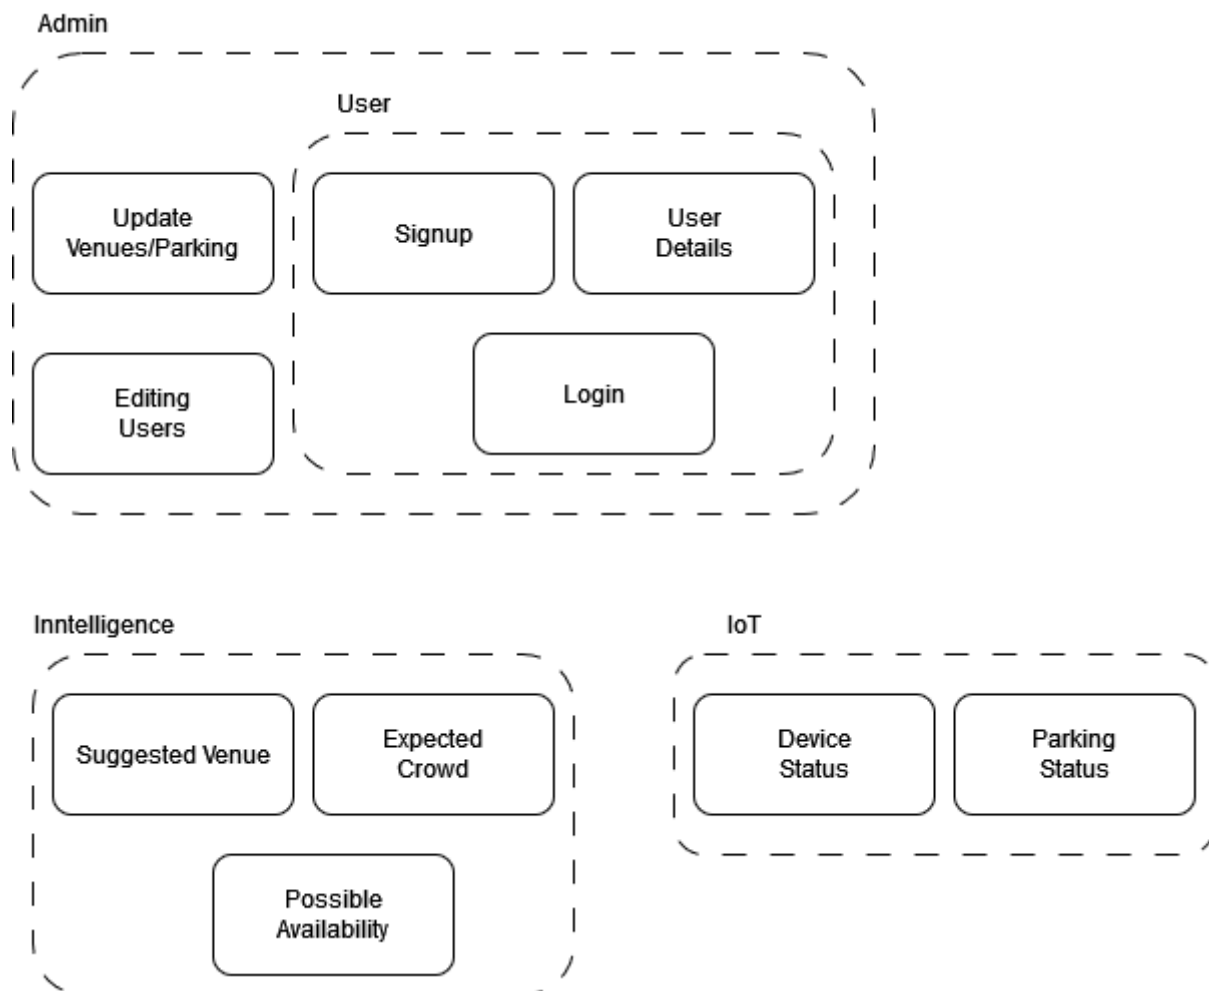 Admin
User
Update
Venues/Parking
Signup
User
Details
Editing
Users
Login
Inntelligence
IoT
Suggested Venue
Expected
Crowd
Device
Status
Parking
Status
Possible
Availability